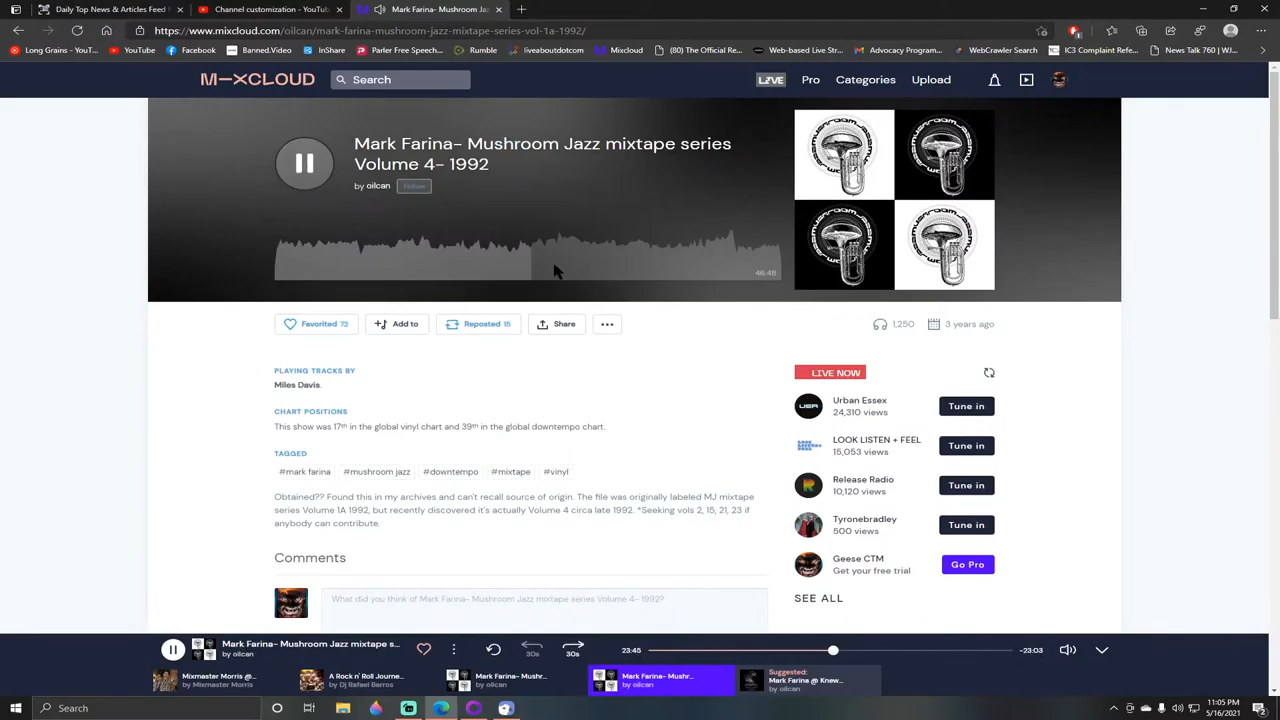 Daily Top News & Articles Feed
Channel customization - YouTube
Mark Farina- Mushroom Ja
https://www.mixcloud.com/oilcan/mark-farina-mushroom-jazz-mixtape-series-vol-1a-1992/
Long Grains - YouTu...
YouTube
Facebook
Banned.Video
InShare
Parler Free Speech...
Rumble
liveaboutdotcom
Mixcloud
(80) The Official Re...
Web-based Live Str...
Advocacy Program...
WebCrawler Search
IC3 Complaint Refe...
News Talk 760 | WJ...
M-XCLOUD
Search
LIVE
Pro
Categories
Upload
Mark Farina- Mushroom Jazz mixtape series
Volume 4- 1992
by oilcan
Follow
46:48
Favorited 72
Add to
Reposted 15
Share
1,250
3 years ago
PLAYING TRACKS BY
Miles Davis.
CHART POSITIONS
This show was 17th in the global vinyl chart and 39th in the global downtempo chart.
TAGGED
#mark farina
#mushroom jazz
#downtempo
#mixtape
#vinyl
Obtained?? Found this in my archives and can't recall source of origin. The file was originally labeled MJ mixtape
series Volume 1A 1992, but recently discovered it's actually Volume 4 circa late 1992. *Seeking vols 2, 15, 21, 23 if
anybody can contribute.
Comments
What did you think of Mark Farina- Mushroom Jazz mixtape series Volume 4- 1992?
LIVE NOW
Urban Essex
24,310 views
Tune in
LOOK LISTEN + FEEL
15,053 views
Tune in
Release Radio
10,120 views
Tune in
Tyronebradley
500 views
Tune in
Geese CTM
Get your free trial
Go Pro
SEE ALL
Mark Farina- Mushroom Jazz mixtape s...
by oilcan
30s
30s
23:45
-23:03
Mixmaster Morris @...
by Mixmaster Morris
A Rock n' Roll Journe...
by Dj Rafael Barros
Mark Farina- Mushr...
by oilcan
Mark Farina- Mushr...
by oilcan
Suggested:
Mark Farina @ Knew...
by oilcan
Search
11:05 PM
5/16/2021